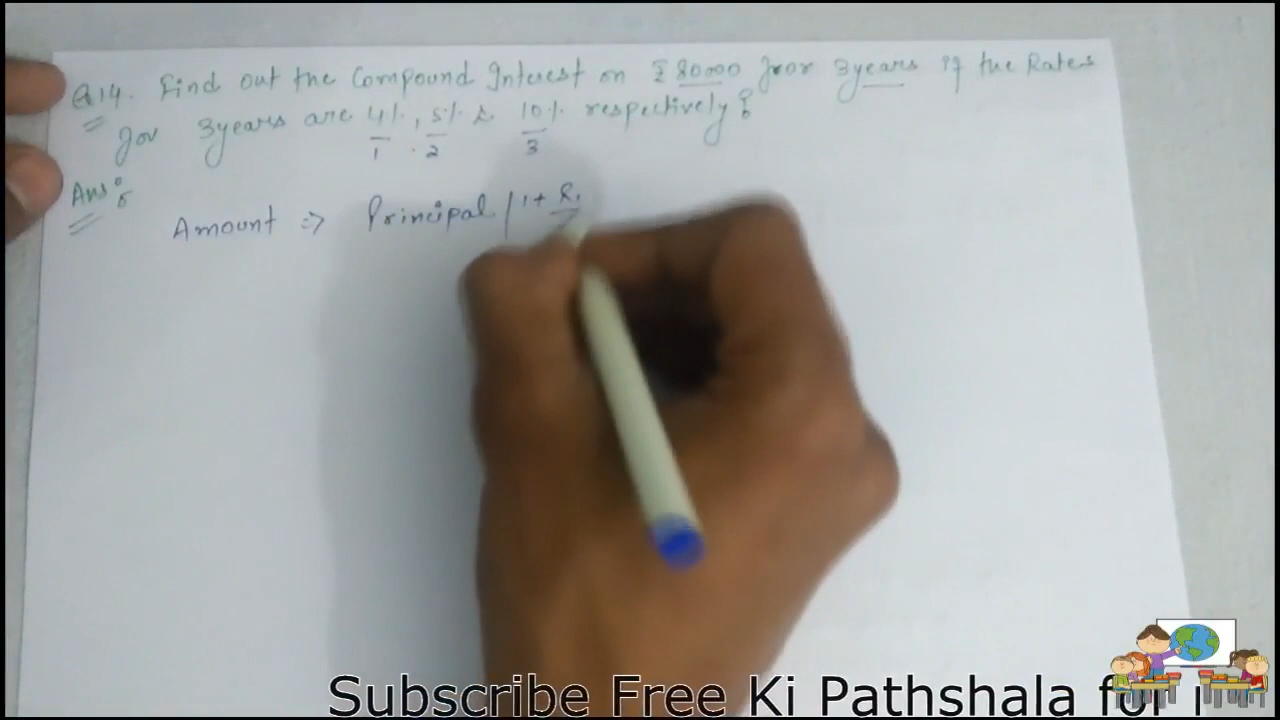 Q14. Find out the Compound Interest on ₹ 80000 for 3years if the Rates
for 3years are 4%, 5% & 10% respectively?
1 2 3
Ans:
Amount ⇒ Principal (1+ R1
Subscribe Free Ki Pathshala for